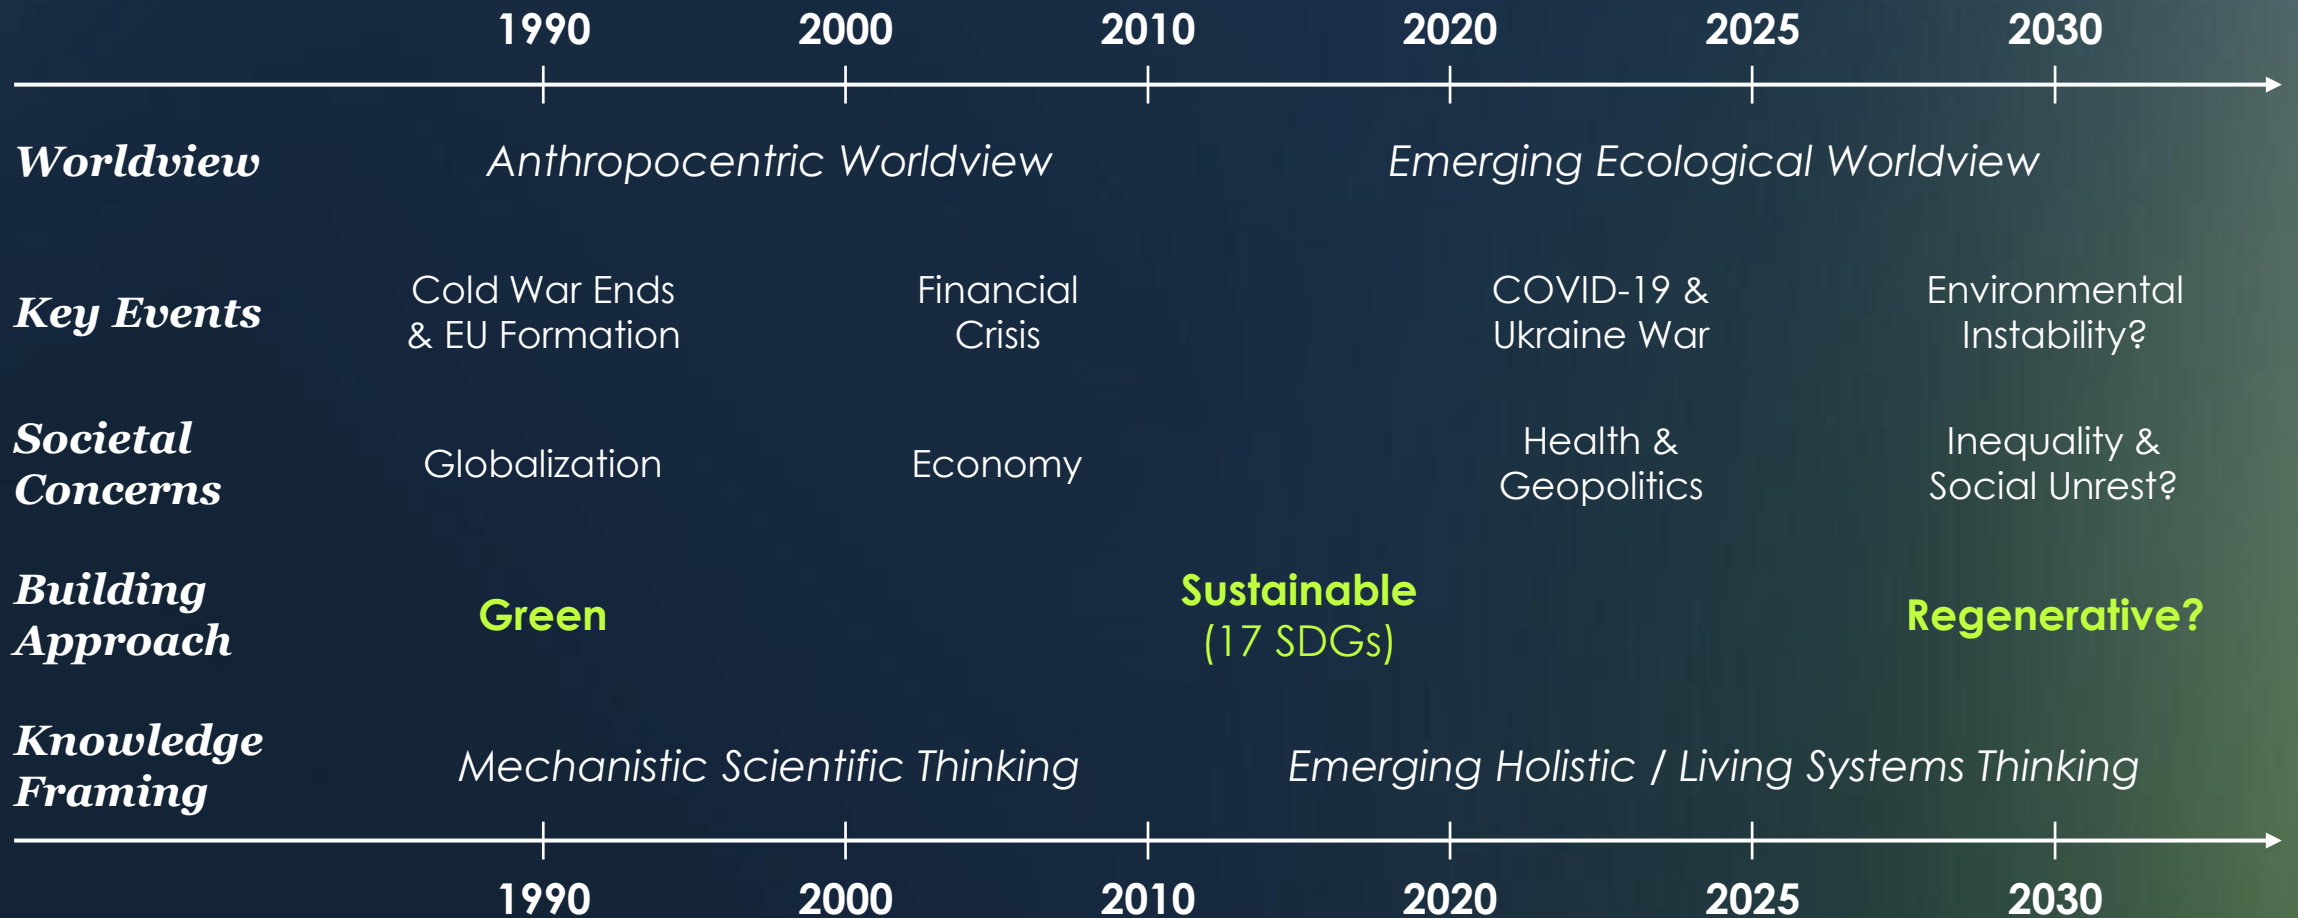 1990 2000 2010 2020 2025 2030
Worldview Anthropocentric Worldview Emerging Ecological Worldview
Key Events
Cold War Ends
& EU Formation
Financial
Crisis
COVID-19 &
Ukraine War
Environmental
Instability?
Societal
Concerns
Globalization
Economy
Health &
Geopolitics
Inequality &
Social Unrest?
Building
Approach
Green
Sustainable
(17 SDGs)
Regenerative?
Knowledge
Framing
Mechanistic Scientific Thinking
Emerging Holistic / Living Systems Thinking
1990 2000 2010 2020 2025 2030